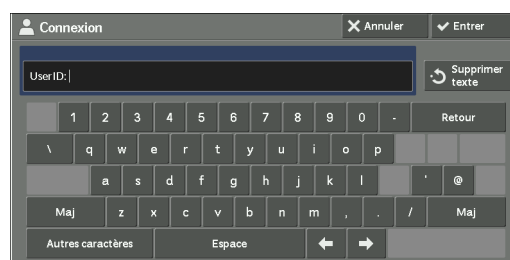 Connexion Annuler Entrer
UserID: Supprimer texte
1 2 3 4 5 6 7 8 9 0 - Retour
\ q w e r t y u i o p
a s d f g h j k l ' @
Maj z x c v b n m , . / Maj
Autres caractères Espace ← →